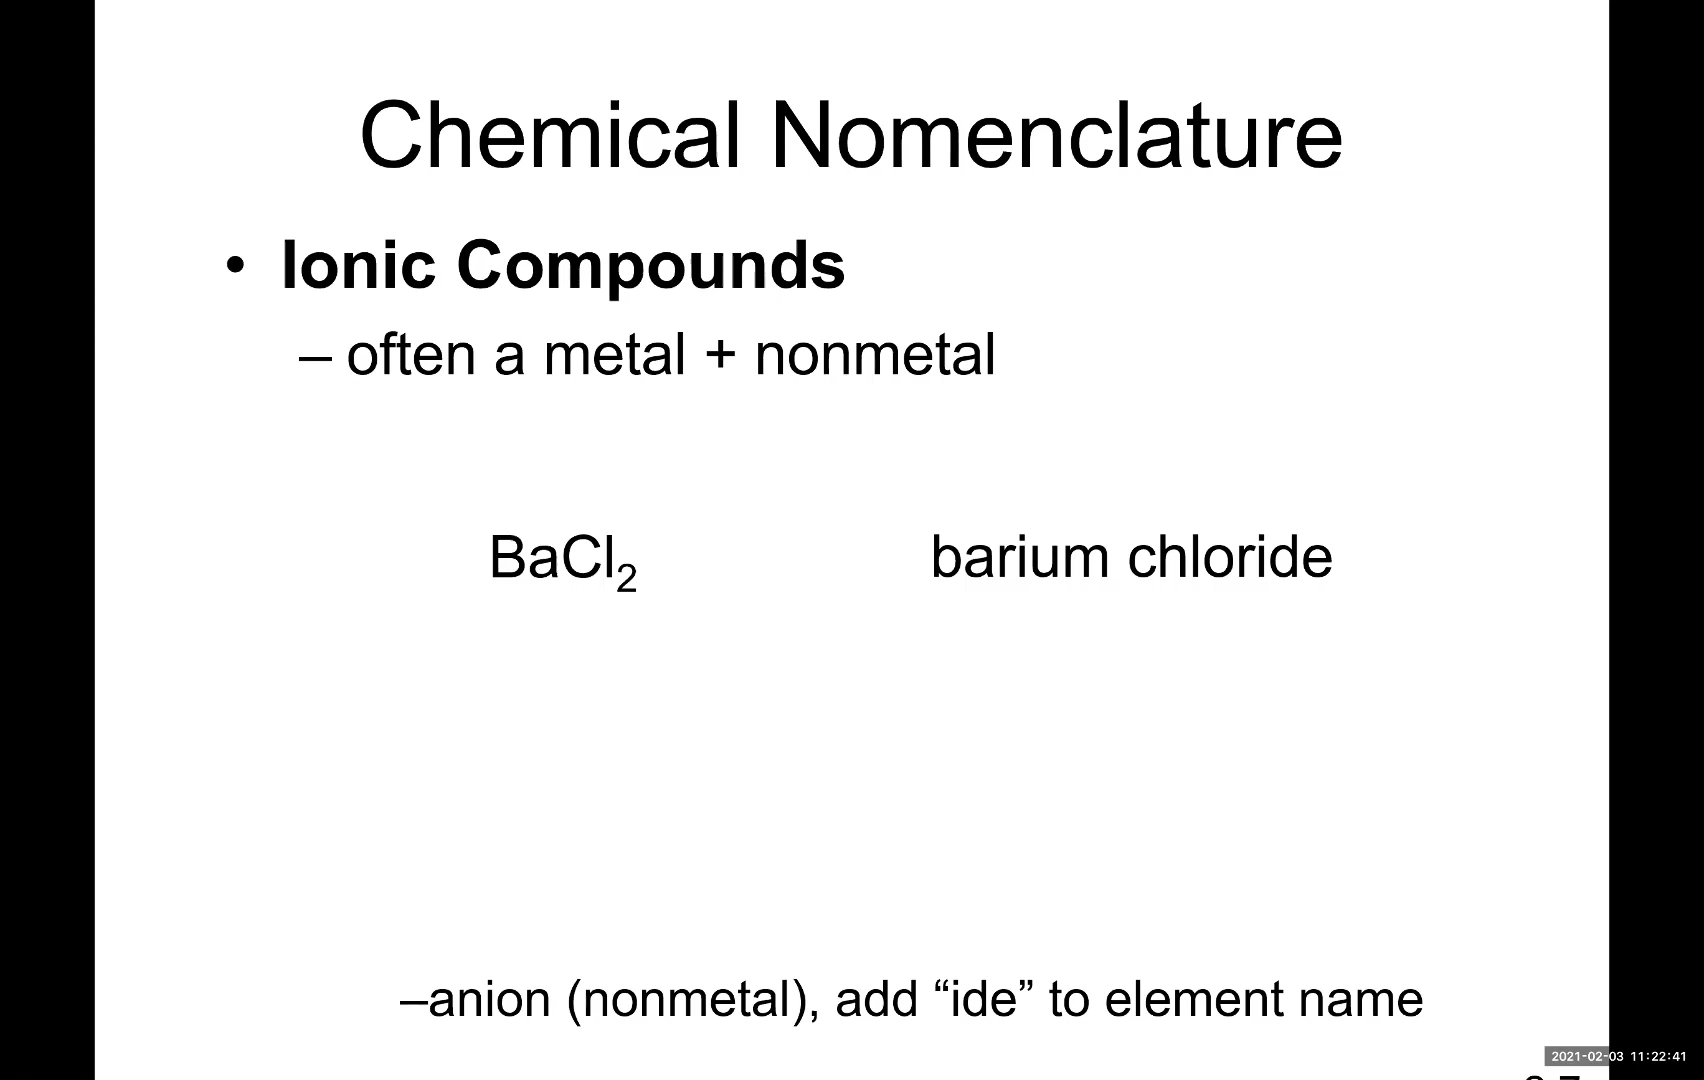 Chemical Nomenclature
• Ionic Compounds
– often a metal + nonmetal
BaCl₂ barium chloride
–anion (nonmetal), add “ide” to element name
2021-02-03 11:22:41